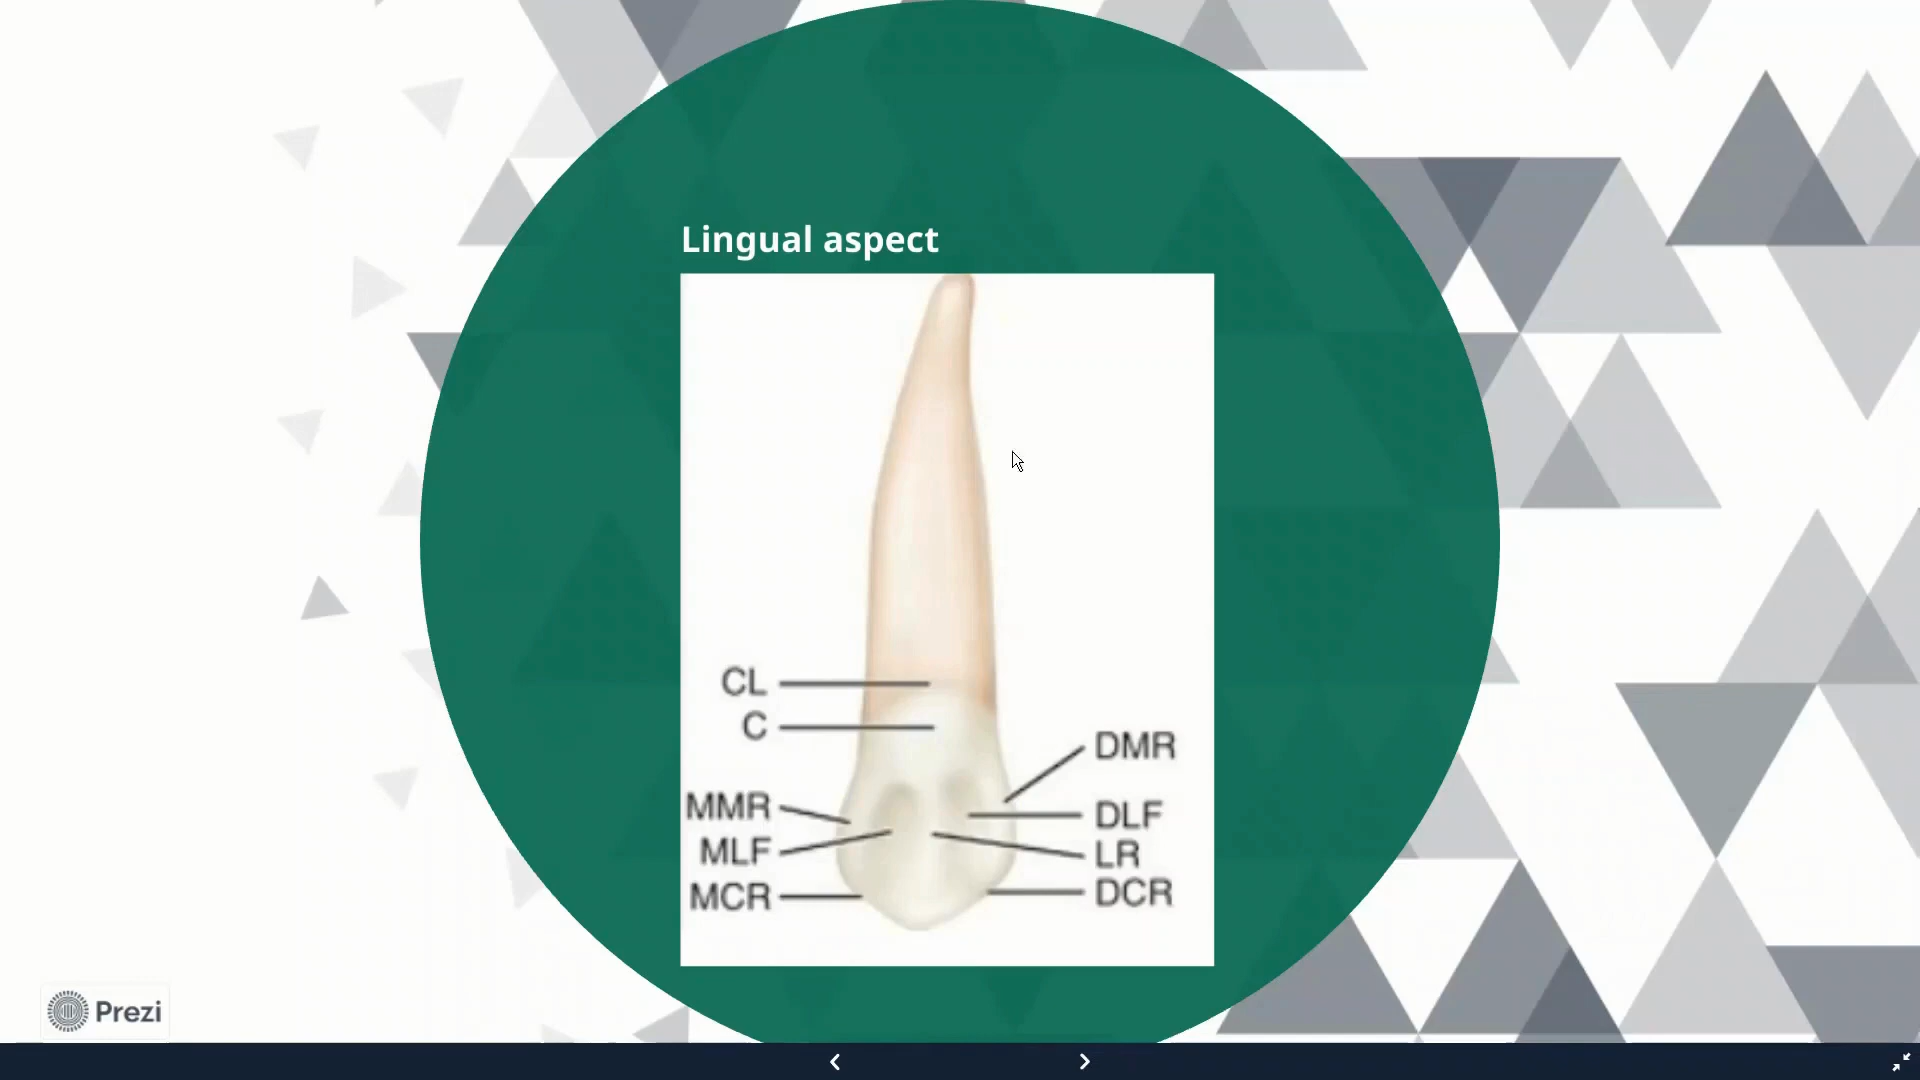 Lingual aspect
CL
C
DMR
MMR
DLF
MLF
LR
MCR
DCR
Prezi